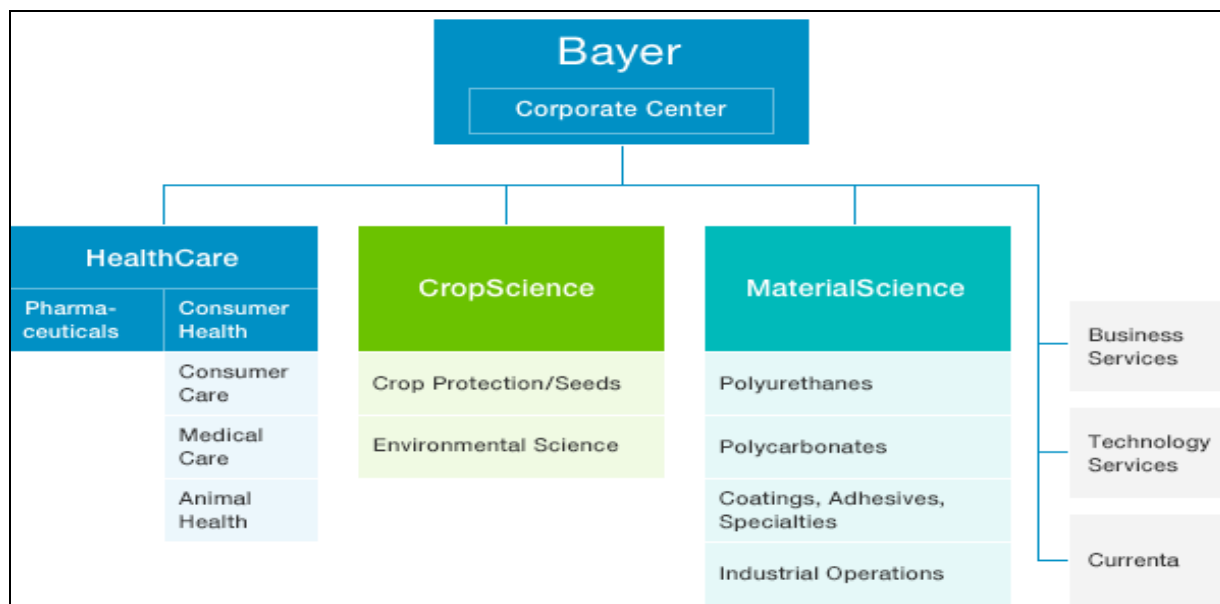 Bayer
Corporate Center
HealthCare
Pharma-
ceuticals
Consumer
Health
Consumer
Care
Medical
Care
Animal
Health
CropScience
Crop Protection/Seeds
Environmental Science
MaterialScience
Polyurethanes
Polycarbonates
Coatings, Adhesives,
Specialties
Industrial Operations
Business
Services
Technology
Services
Currenta